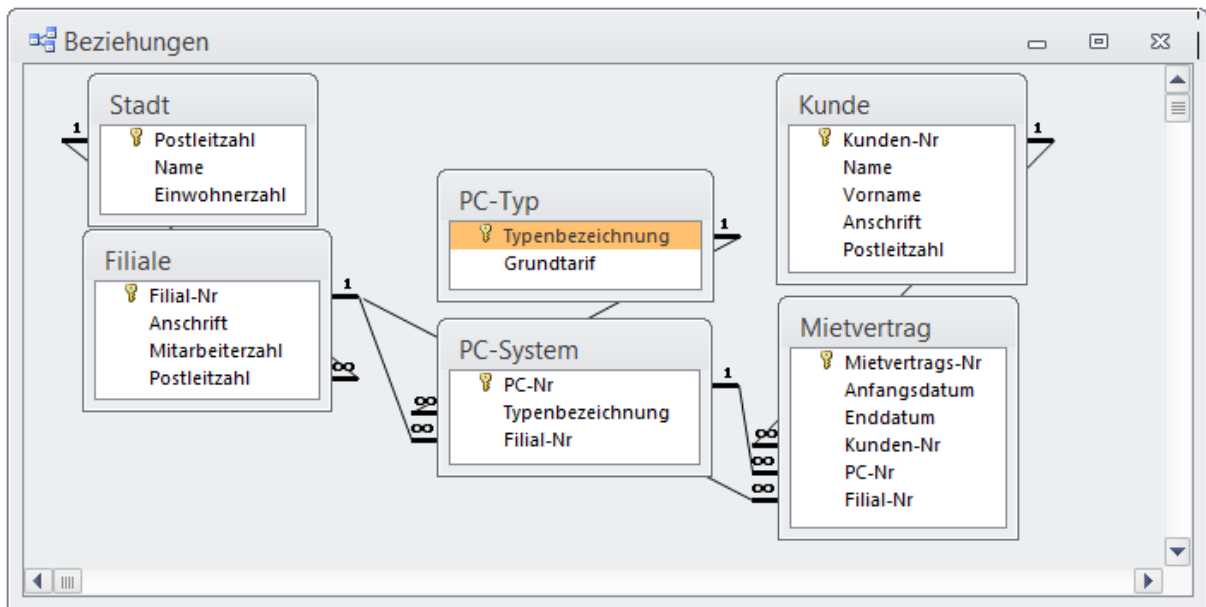 Beziehungen
Stadt
1
Postleitzahl
Name
Einwohnerzahl
Filiale
Filial-Nr
1
Anschrift
Mitarbeiterzahl
Postleitzahl
∞
PC-Typ
Typenbezeichnung
1
Grundtarif
PC-System
PC-Nr
1
∞
Typenbezeichnung
∞
Filial-Nr
Kunde
Kunden-Nr
1
Name
Vorname
Anschrift
Postleitzahl
Mietvertrag
Mietvertrags-Nr
Anfangsdatum
Enddatum
∞
Kunden-Nr
∞
PC-Nr
∞
Filial-Nr